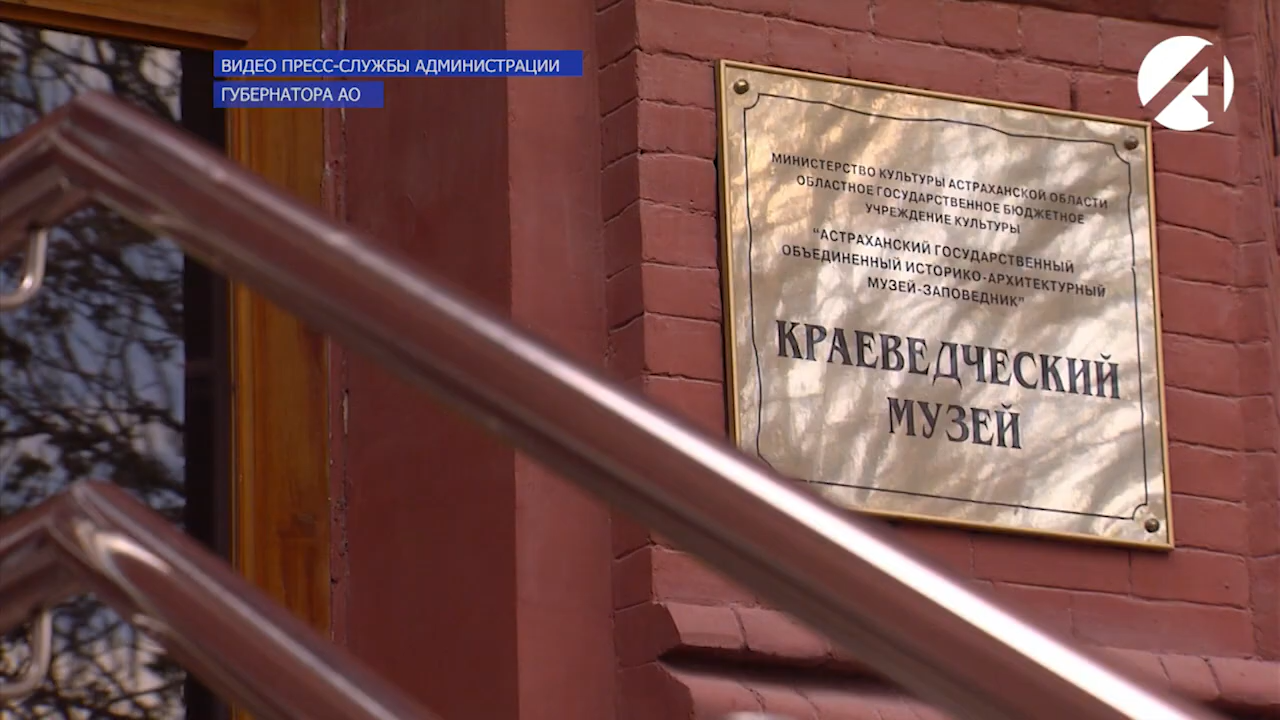 ВИДЕО ПРЕСС-СЛУЖБЫ АДМИНИСТРАЦИИ
ГУБЕРНАТОРА АО
МИНИСТЕРСТВО КУЛЬТУРЫ АСТРАХАНСКОЙ ОБЛАСТИ
ОБЛАСТНОЕ ГОСУДАРСТВЕННОЕ БЮДЖЕТНОЕ
УЧРЕЖДЕНИЕ КУЛЬТУРЫ
"АСТРАХАНСКИЙ ГОСУДАРСТВЕННЫЙ
ОБЪЕДИНЕННЫЙ ИСТОРИКО-АРХИТЕКТУРНЫЙ
МУЗЕЙ-ЗАПОВЕДНИК"
КРАЕВЕДЧЕСКИЙ
МУЗЕЙ